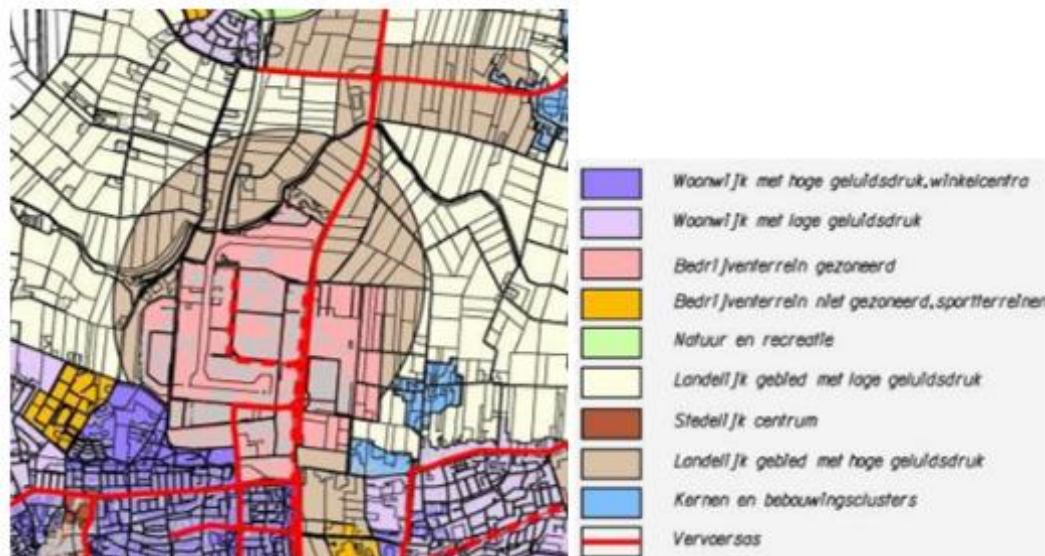 Woonwijk met hoge geluidsdruk,winkelcentra
Woonwijk met lage geluidsdruk
Bedrijventerrein gezoneerd
Bedrijventerrein niet gezoneerd,sportterreinen
Natuur en recreatie
Landelijk gebied met lage geluidsdruk
Stedelijk centrum
Landelijk gebied met hoge geluidsdruk
Kernen en bebouwingsclusters
Vervoersas